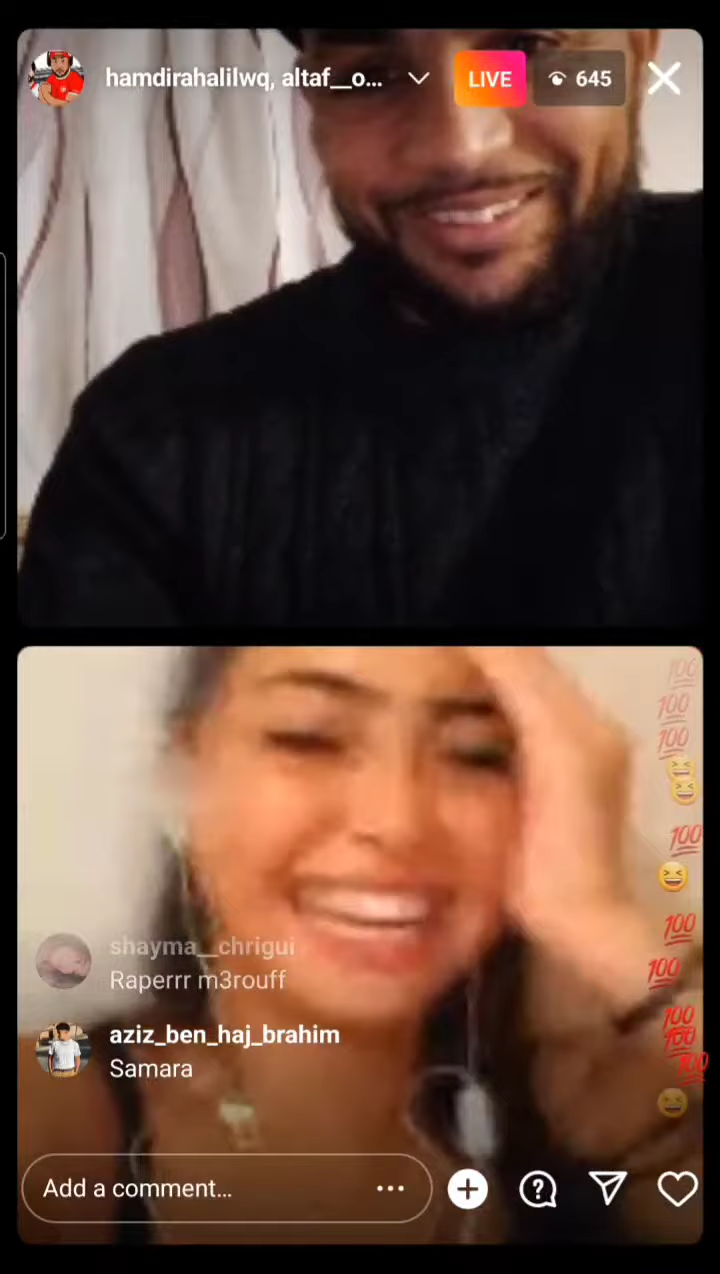 hamdirahalilwq, altaf__o...
LIVE
645
shayma__chrigui
Raperrr m3rouff
aziz_ben_haj_brahim
Samara
Add a comment...